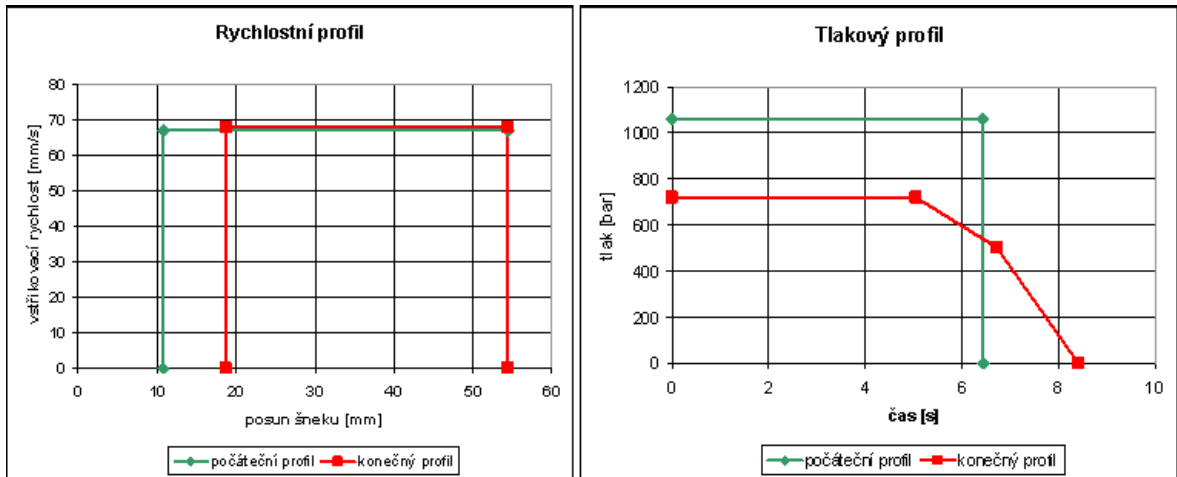 Rychlostní profil
vstřikovací rychlost [mm/s]
80
70
60
50
40
30
20
10
0
0 10 20 30 40 50 60
posun šneku [mm]
počáteční profil konečný profil
Tlakový profil
tlak [bar]
1200
1000
800
600
400
200
0
0 2 4 6 8 10
čas [s]
počáteční profil konečný profil